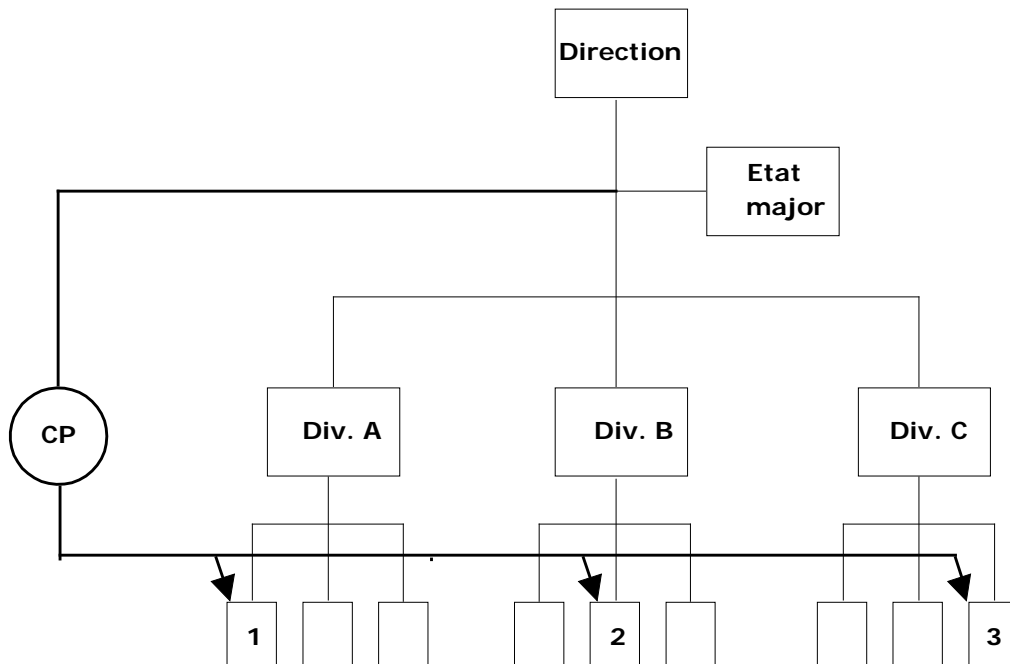 Direction
Etat
major
CP
Div. A
Div. B
Div. C
1
2
3